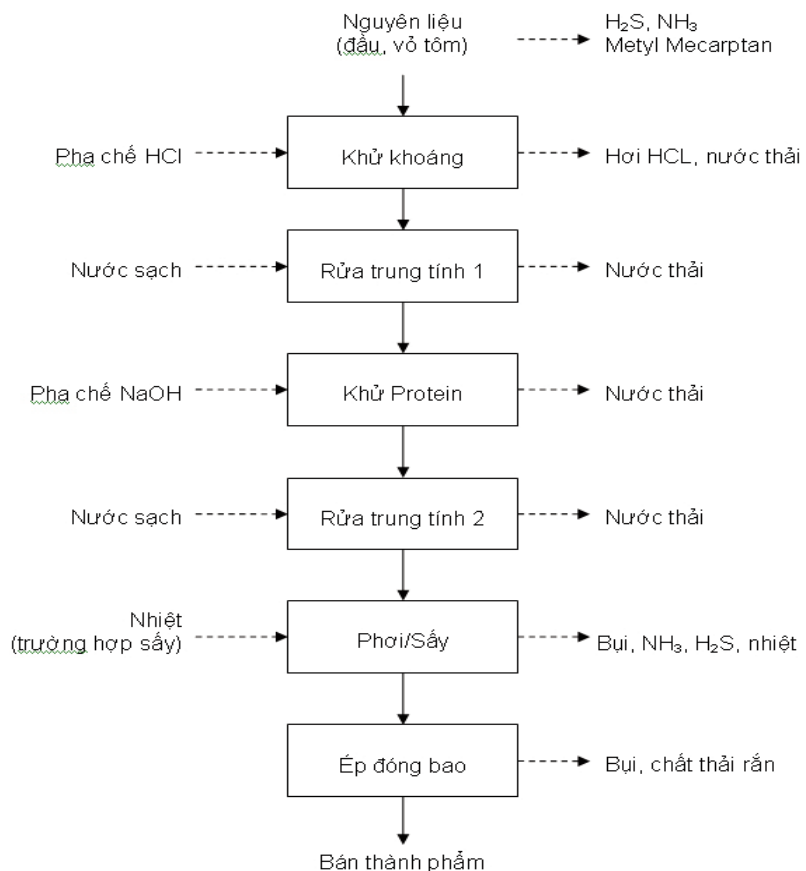 Nguyên liệu
(đầu, vỏ tôm)
H₂S, NH₃
Metyl Mecarptan
Pha chế HCl
Khử khoáng
Hơi HCL, nước thải
Nước sạch
Rửa trung tính 1
Nước thải
Pha chế NaOH
Khử Protein
Nước thải
Nước sạch
Rửa trung tính 2
Nước thải
Nhiệt
(trường hợp sấy)
Phơi/Sấy
Bụi, NH₃, H₂S, nhiệt
Ép đóng bao
Bụi, chất thải rắn
Bán thành phẩm